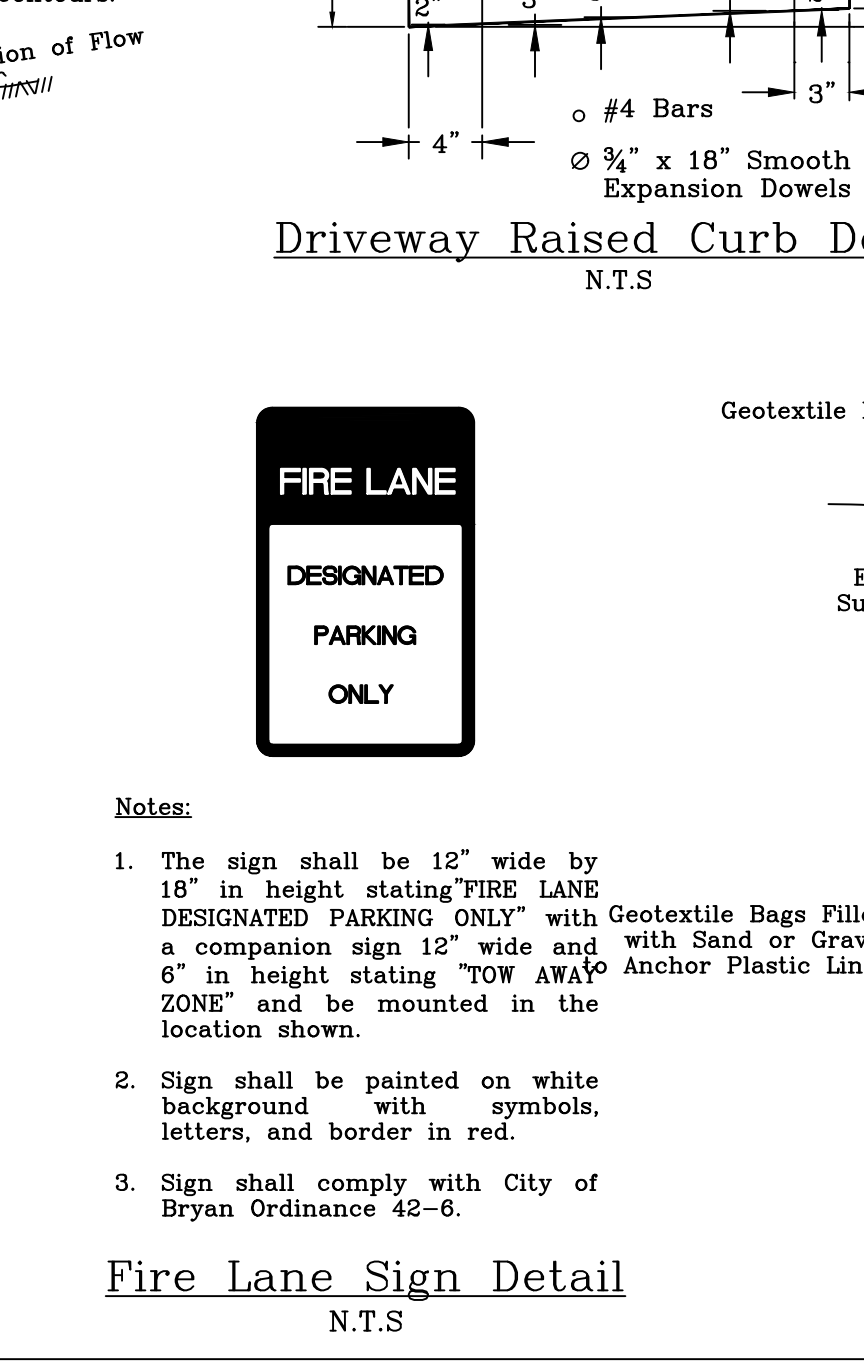 ion of Flow
2"
4"
3"
#4 Bars
¾" x 18" Smooth
Expansion Dowels
Driveway Raised Curb
N.T.S
Geotextile
FIRE LANE
DESIGNATED
PARKING
ONLY
Notes:
1. The sign shall be 12" wide by
18" in height stating"FIRE LANE
DESIGNATED PARKING ONLY" with
a companion sign 12" wide and
6" in height stating "TOW AWAY
ZONE" and be mounted in the
location shown.
2. Sign shall be painted on white
background with symbols,
letters, and border in red.
3. Sign shall comply with City of
Bryan Ordinance 42-6.
Geotextile Bags Fill
with Sand or Grav
to Anchor Plastic Lin
Fire Lane Sign Detail
N.T.S